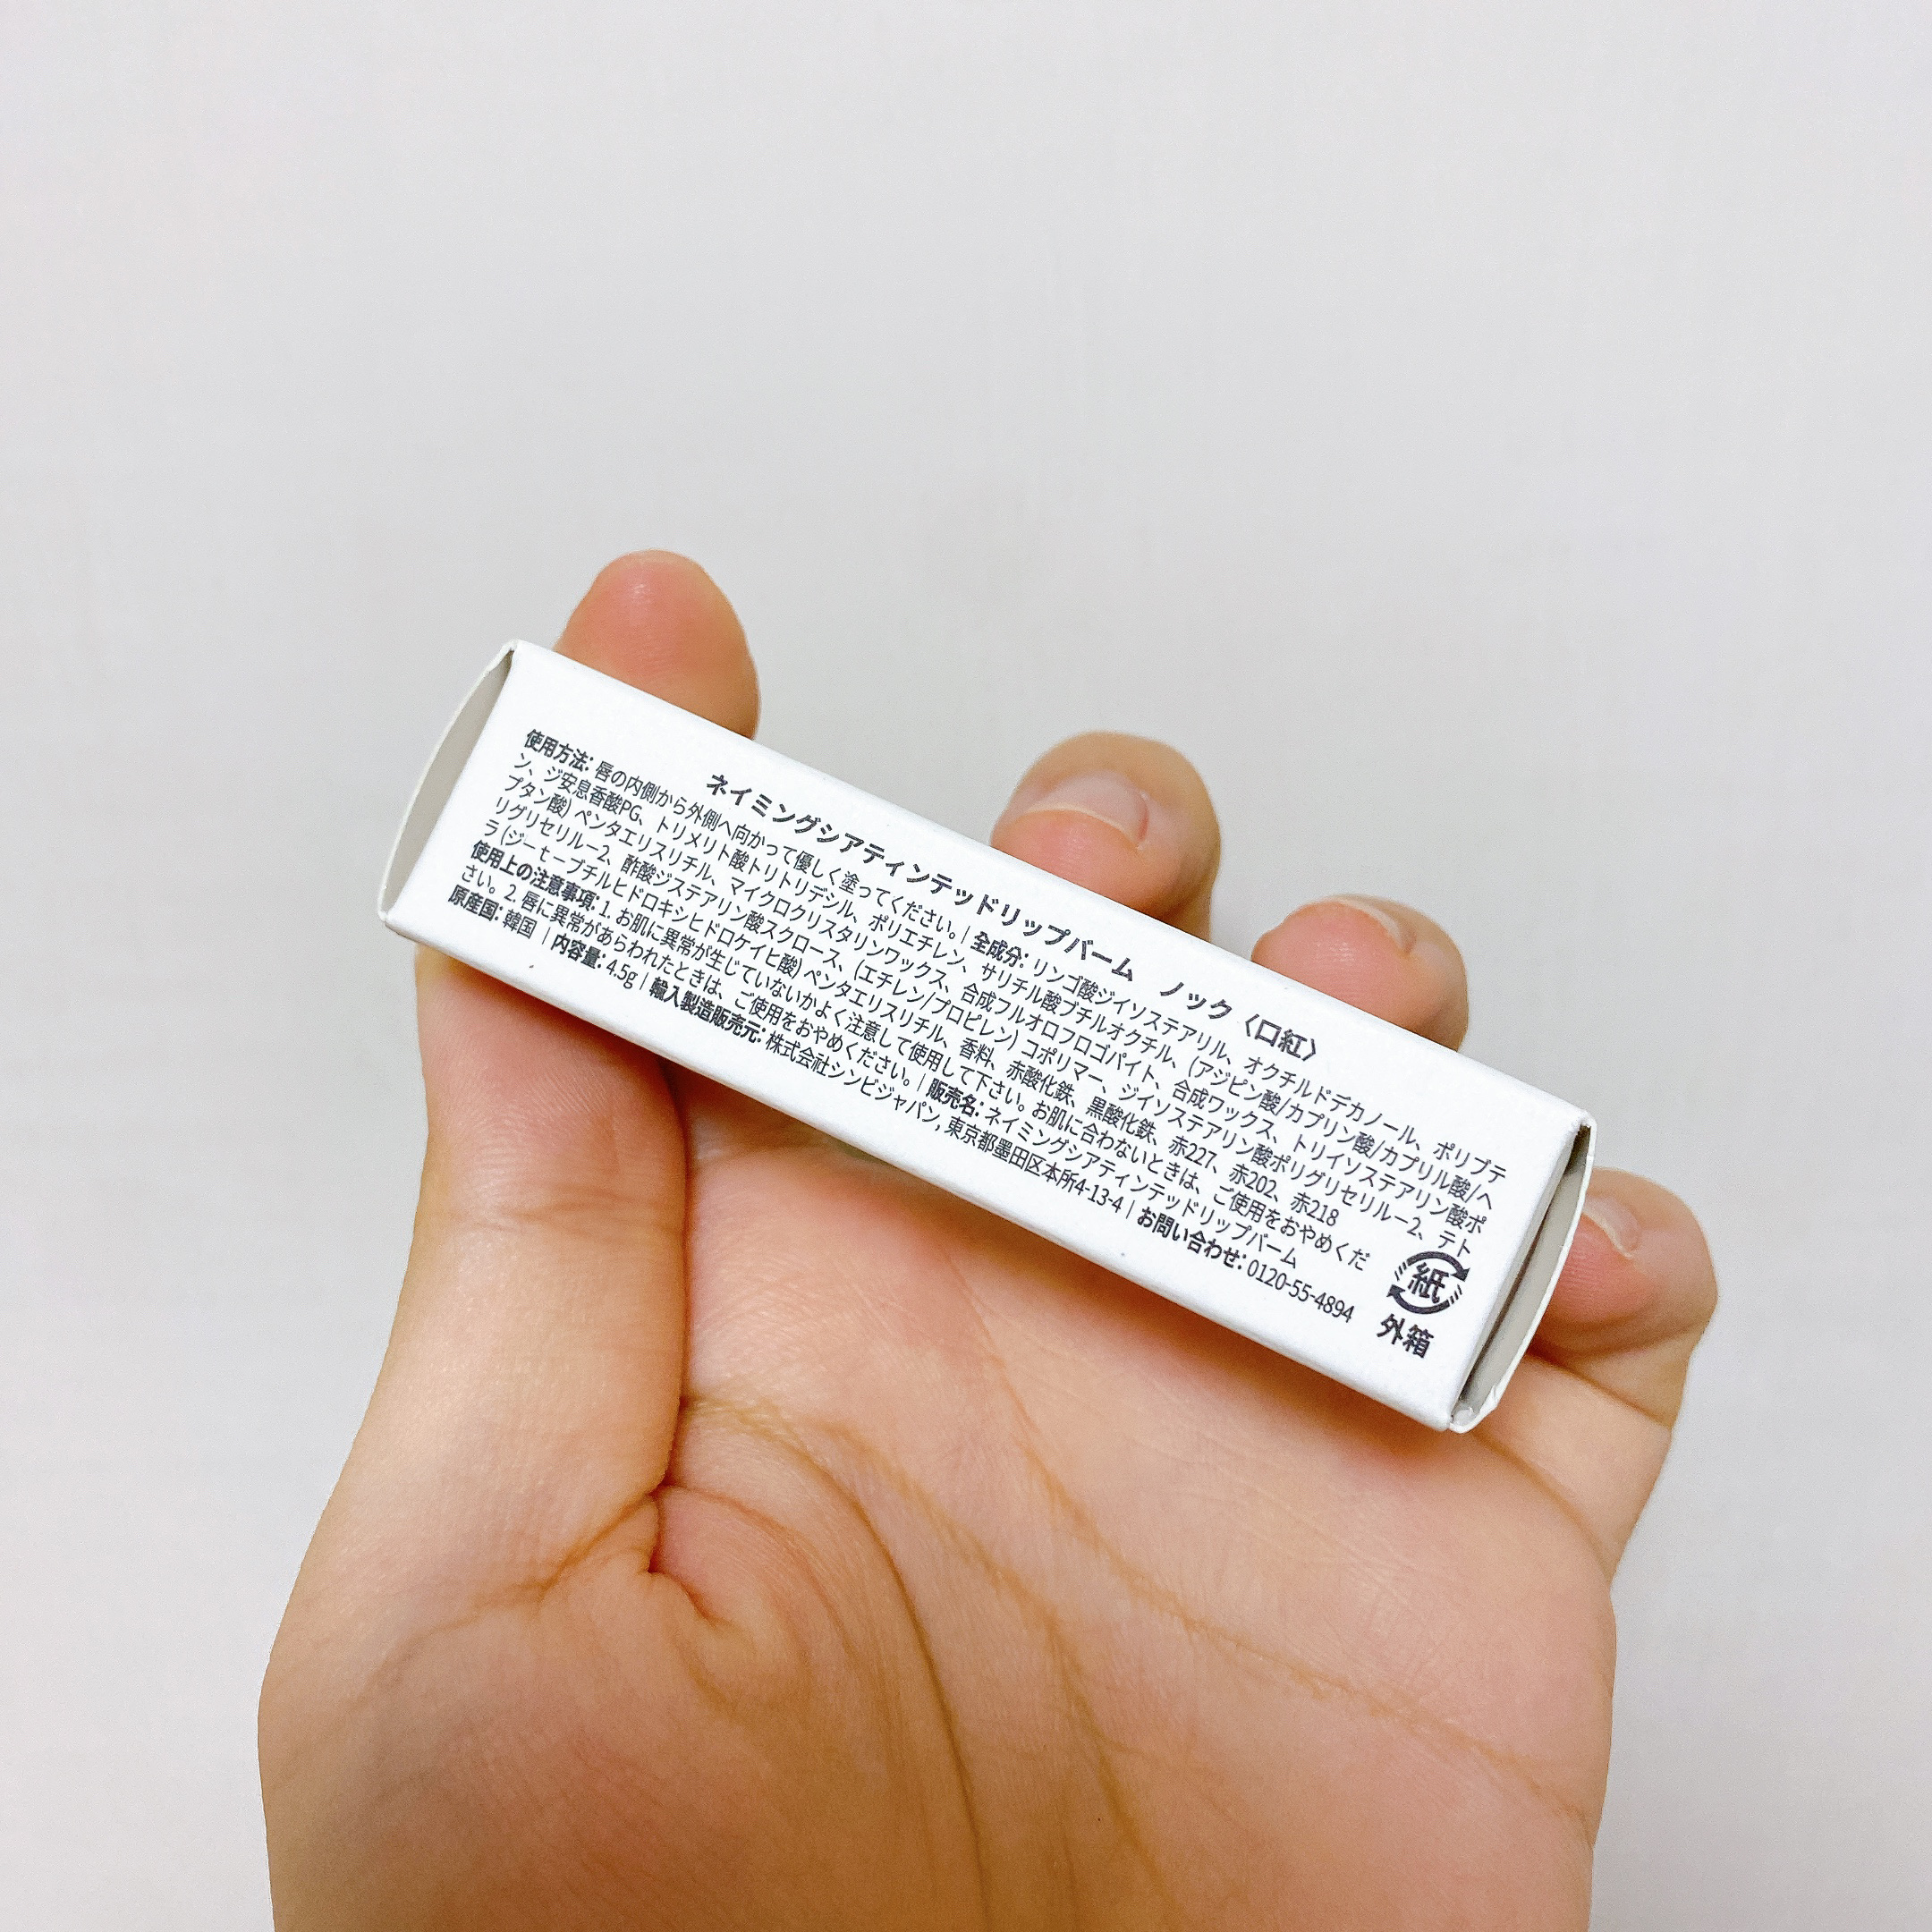 ネイミングシアティンテッドリップバーム　ノック〈口紅〉
使用方法: 唇の内側から外側へ向かって優しく塗ってください。| 全成分: リンゴ酸ジイソステアリル、オクチルドデカノール、ポリブテ
ン、ジ安息香酸PG、トリメリト酸トリトリデシル、ポリエチレン、サリチル酸ブチルオクチル、(アジピン酸/カプリン酸/カプリル酸/ヘ
プタン酸) ペンタエリスリチル、マイクロクリスタリンワックス、合成フルオロフロゴパイト、合成ワックス、トリイソステアリン酸ポ
リグリセリル−2、酢酸ジステアリン酸スクロース、(エチレン/プロピレン) コポリマー、ジイソステアリン酸ポリグリセリル−2、テト
ラ(ジ−t−ブチルヒドロキシヒドロケイヒ酸) ペンタエリスリチル、香料、赤酸化鉄、黒酸化鉄、赤227、赤202、赤218
使用上の注意事項: 1. お肌に異常が生じていないかよく注意して使用して下さい。お肌に合わないときは、ご使用をおやめくだ
さい。2. 唇に異常があらわれたときは、ご使用をおやめください。| 販売名: ネイミングシアティンテッドリップバーム
原産国: 韓国 | 内容量: 4.5g | 輸入製造販売元: 株式会社シンビジャパン, 東京都墨田区本所4-13-4 | お問い合わせ: 0120-55-4894
紙
外箱